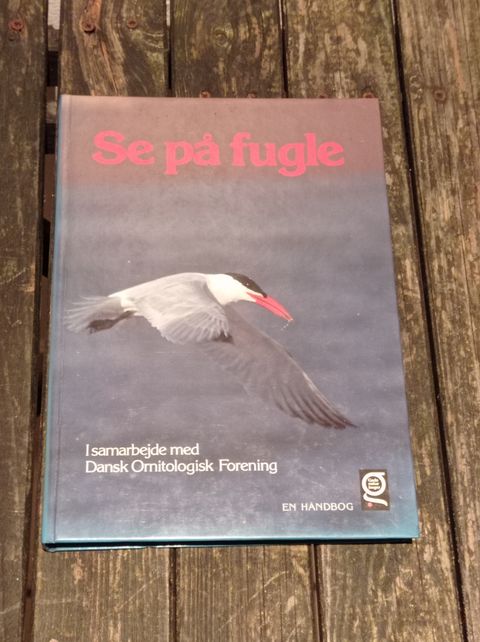 Se på fugle
I samarbejde med
Dansk Ornitologisk Forening
EN HÅNDBOG